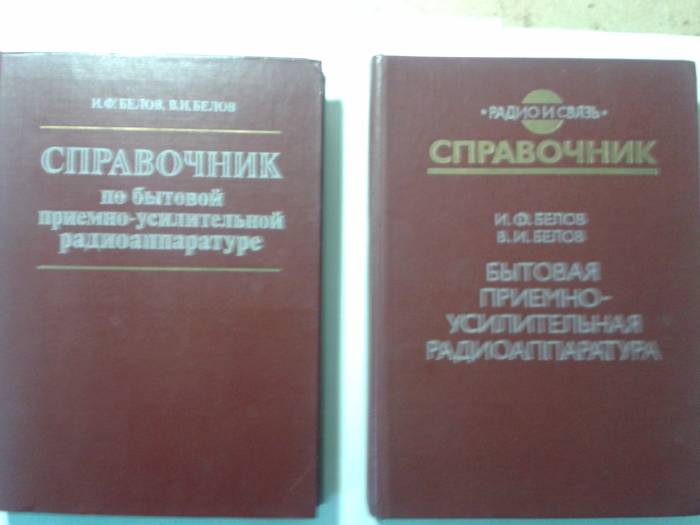 И.Ф.БЕЛОВ, В.И.БЕЛОВ
СПРАВОЧНИК
по бытовой
приемно-усилительной
радиоаппаратуре
•РАДИО И СВЯЗЬ•
СПРАВОЧНИК
И.Ф.БЕЛОВ
В.И.БЕЛОВ
БЫТОВАЯ
ПРИЕМНО-
УСИЛИТЕЛЬНАЯ
РАДИОАППАРАТУРА